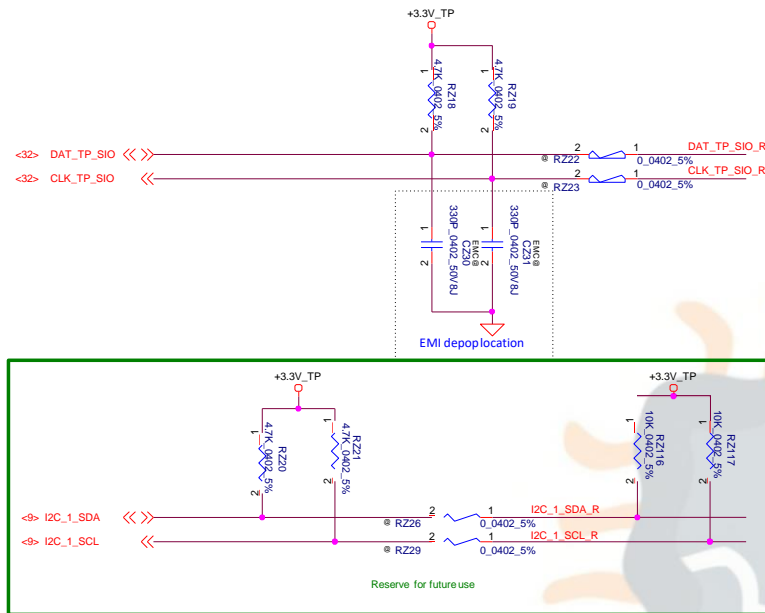 +3.3V_TP
1
4.7K_0402_5%
RZ18
2
1
4.7K_0402_5%
RZ19
2
<32> DAT_TP_SIO
@ RZ22
2
1
0_0402_5%
DAT_TP_SIO_R
<32> CLK_TP_SIO
@ RZ23
2
1
0_0402_5%
CLK_TP_SIO_R
1
330P_0402_50V8J
CZ30
EMC@
2
1
330P_0402_50V8J
CZ31
EMC@
2
EMI depop location
+3.3V_TP
1
4.7K_0402_5%
RZ20
2
1
4.7K_0402_5%
RZ21
2
+3.3V_TP
1
10K_0402_5%
RZ116
2
1
10K_0402_5%
RZ117
2
<9> I2C_1_SDA
@ RZ26
2
1
0_0402_5%
I2C_1_SDA_R
<9> I2C_1_SCL
@ RZ29
2
1
0_0402_5%
I2C_1_SCL_R
Reserve for future use